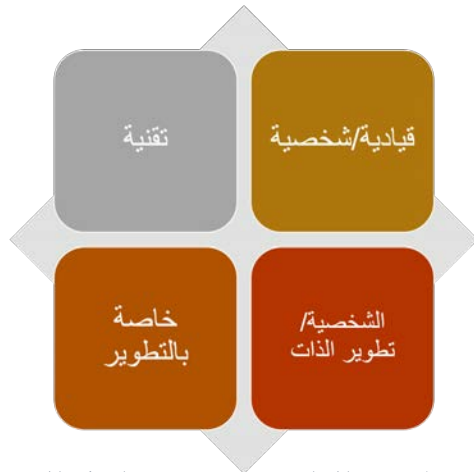 قيادية/شخصية
تقنية
الشخصية/
تطوير الذات
خاصة
بالتطوير